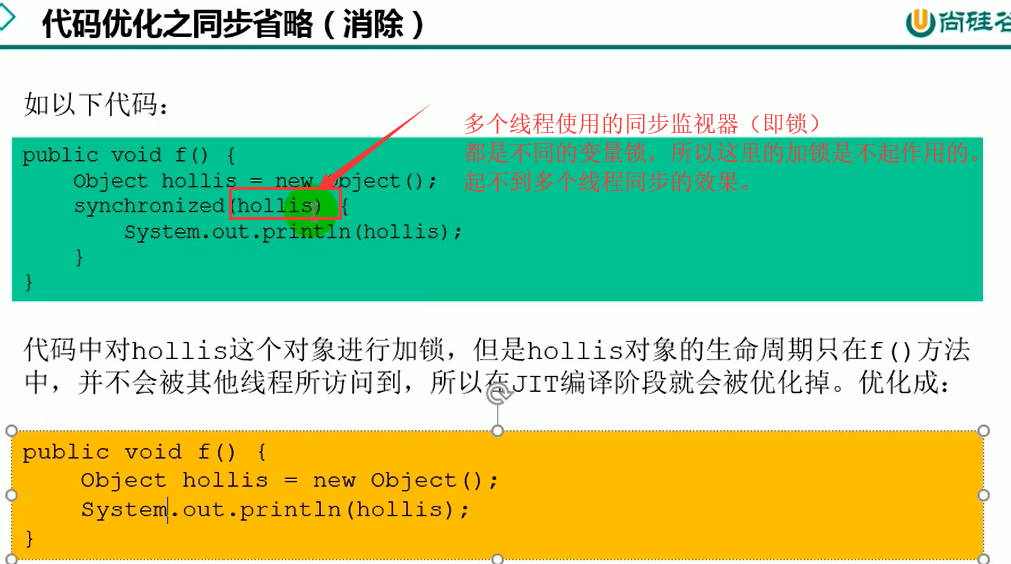 代码优化之同步省略（消除）
尚硅谷
如以下代码：
多个线程使用的同步监视器（即锁）
都是不同的变量锁，所以这里的加锁是不起作用的。
起不到多个线程同步的效果。
public void f() {
Object hollis = new Object();
synchronized(hollis) {
System.out.println(hollis);
}
}
代码中对hollis这个对象进行加锁，但是hollis对象的生命周期只在f()方法
中，并不会被其他线程所访问到，所以在JIT编译阶段就会被优化掉。优化成：
public void f() {
Object hollis = new Object();
System.out.println(hollis);
}